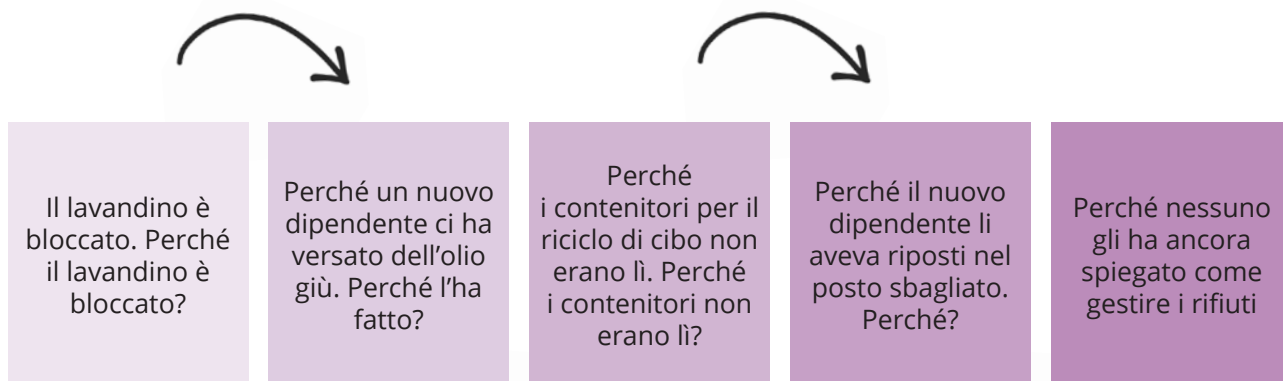 Il lavandino è
bloccato. Perché
il lavandino è
bloccato?
Perché un nuovo
dipendente ci ha
versato dell'olio
giù. Perché l'ha
fatto?
Perché
i contenitori per il
riciclo di cibo non
erano lì. Perché
i contenitori non
erano lì?
Perché il nuovo
dipendente li
aveva riposti nel
posto sbagliato.
Perché?
Perché nessuno
gli ha ancora
spiegato come
gestire i rifiuti